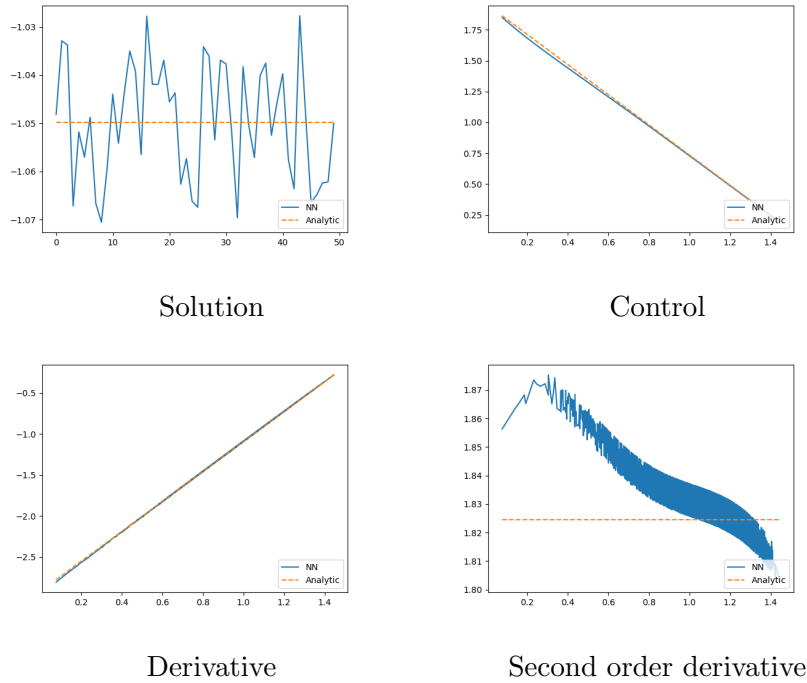 −1.03
−1.04
−1.05
−1.06
−1.07
0 10 20 30 40 50
NN
Analytic
Solution
1.75
1.50
1.25
1.00
0.75
0.50
0.25
0.2 0.4 0.6 0.8 1.0 1.2 1.4
NN
Analytic
Control
−0.5
−1.0
−1.5
−2.0
−2.5
0.2 0.4 0.6 0.8 1.0 1.2 1.4
NN
Analytic
Derivative
1.87
1.86
1.85
1.84
1.83
1.82
1.81
1.80
0.2 0.4 0.6 0.8 1.0 1.2 1.4
NN
Analytic
Second order derivative